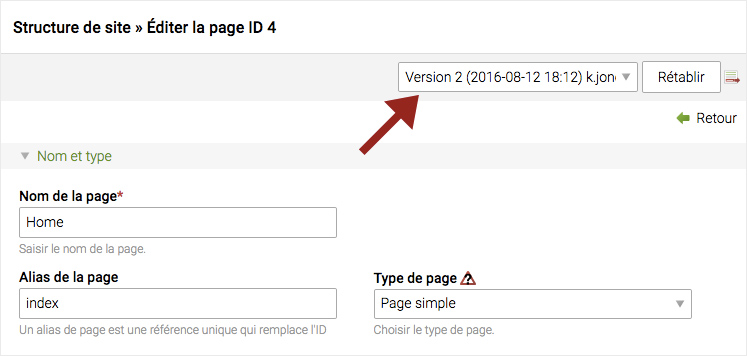 Structure de site » Éditer la page ID 4
Version 2 (2016-08-12 18:12) k.jon
Rétablir
Retour
Nom et type
Nom de la page*
Home
Saisir le nom de la page.
Alias de la page
Type de page
index
Page simple
Un alias de page est une référence unique qui remplace l'ID
Choisir le type de page.